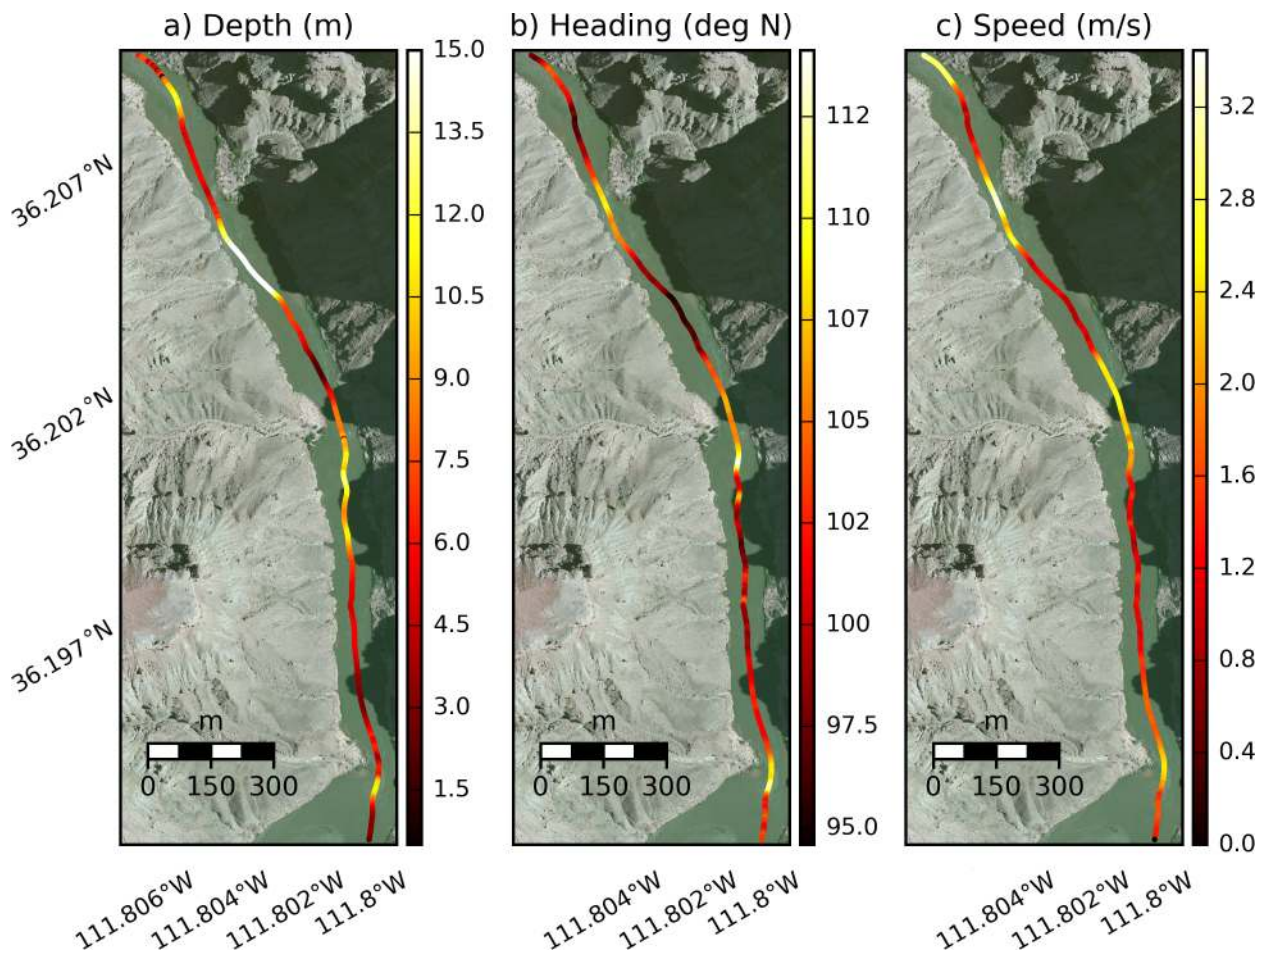 a) Depth (m)
b) Heading (deg N)
c) Speed (m/s)
36.207°N
36.202°N
36.197°N
15.0
13.5
12.0
10.5
9.0
7.5
6.0
4.5
3.0
1.5
112
110
107
105
102
100
97.5
95.0
3.2
2.8
2.4
2.0
1.6
1.2
0.8
0.4
0.0
m
0 150 300
m
0 150 300
m
0 150 300
111.806°W
111.804°W
111.802°W
111.8°W
111.804°W
111.802°W
111.8°W
111.804°W
111.802°W
111.8°W